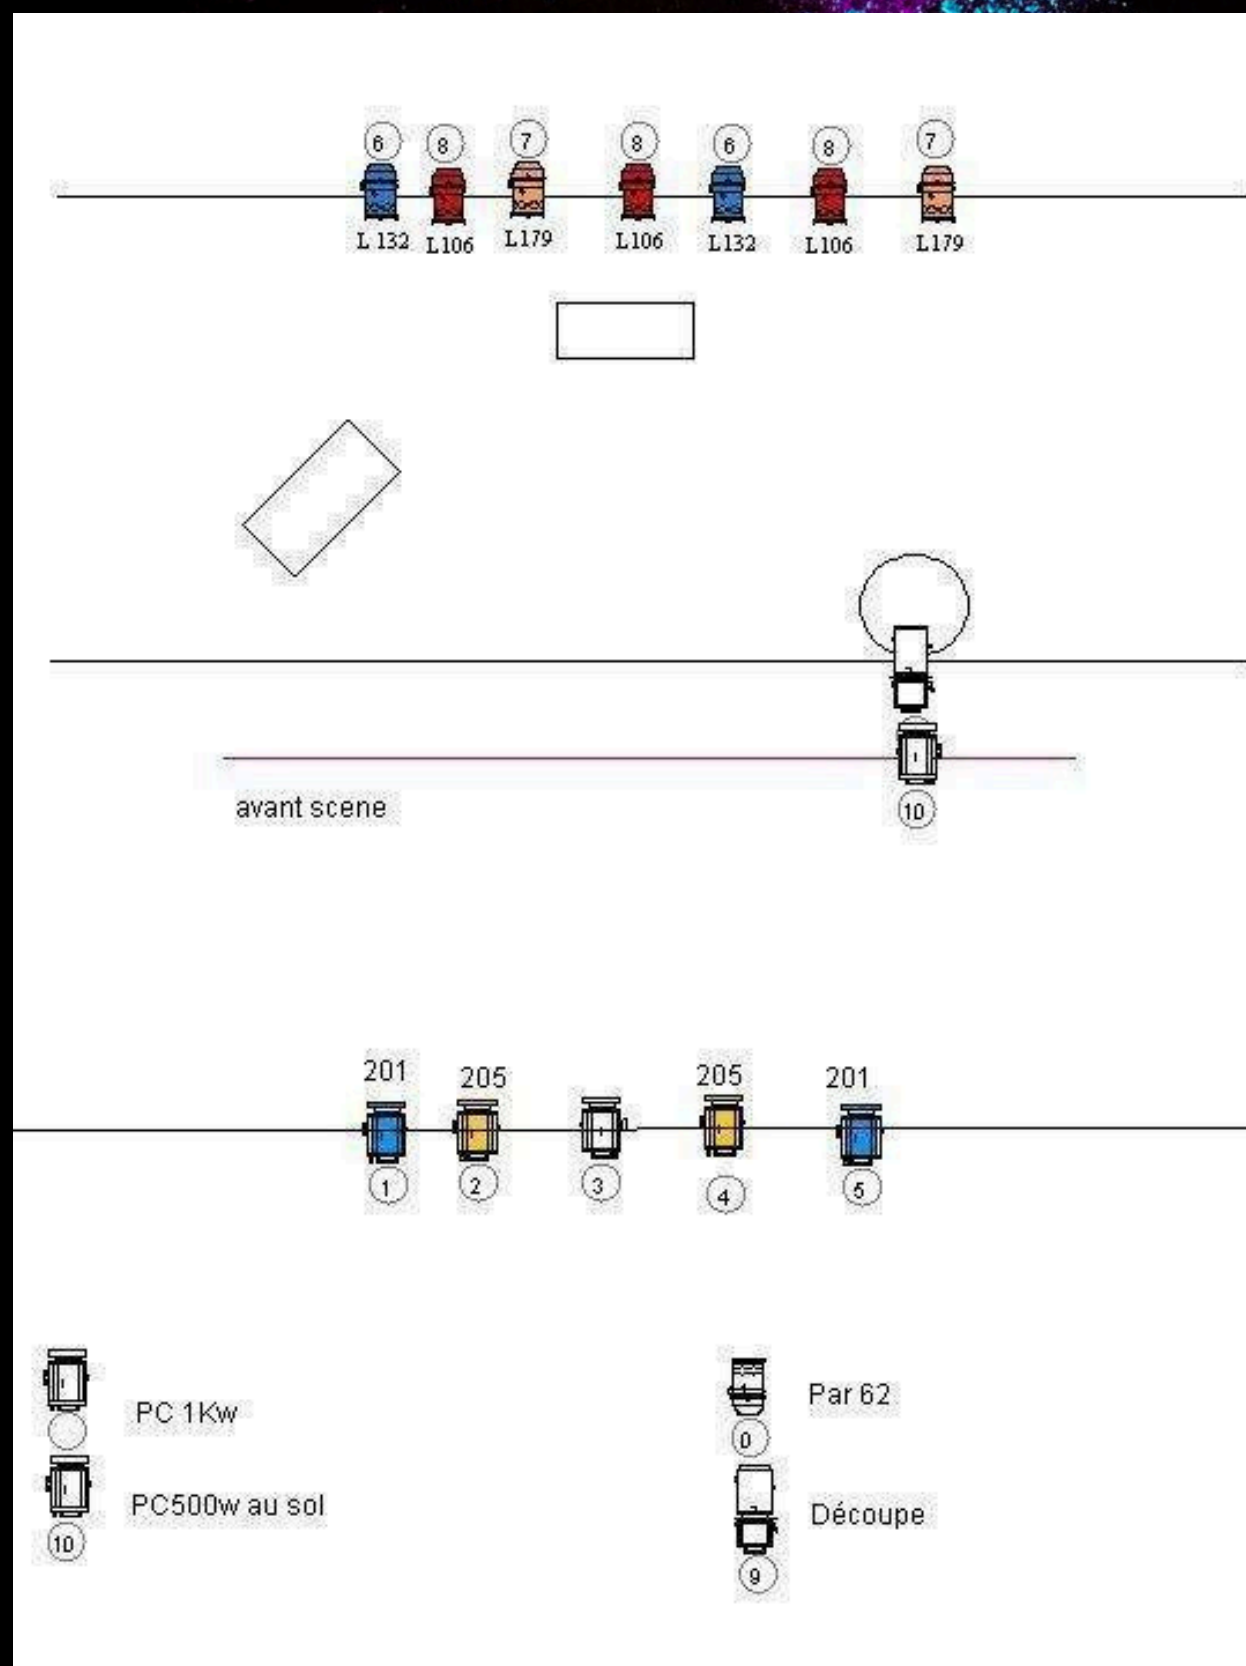 6 8 7 8 6 8 7
L 132 L106 L179 L106 L132 L106 L179
avant scene
10
201 205 205 201
1 2 3 4 5
PC 1Kw
Par 62
0
PC500w au sol
Découpe
10
9